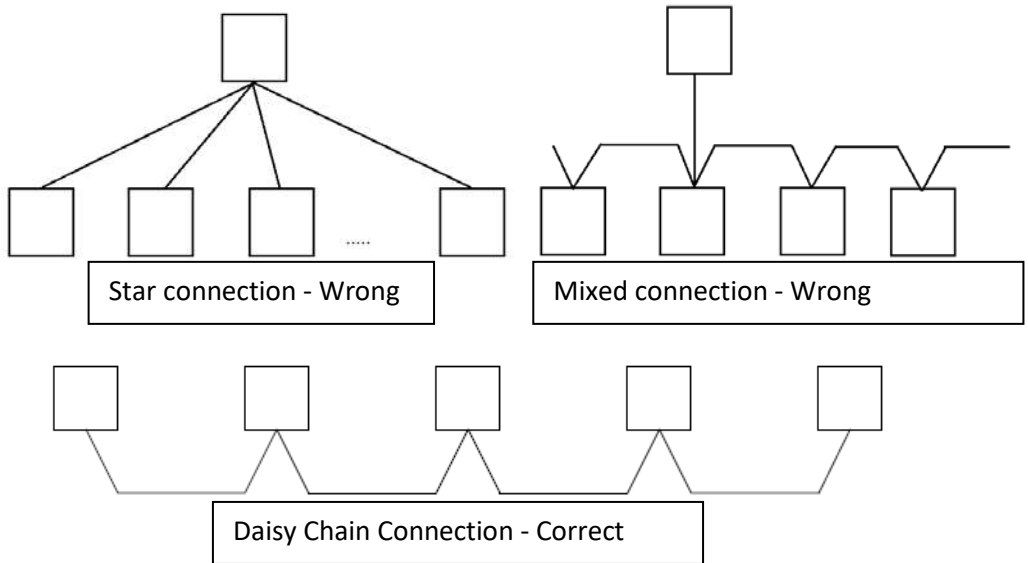 .....
Star connection - Wrong
Mixed connection - Wrong
Daisy Chain Connection - Correct